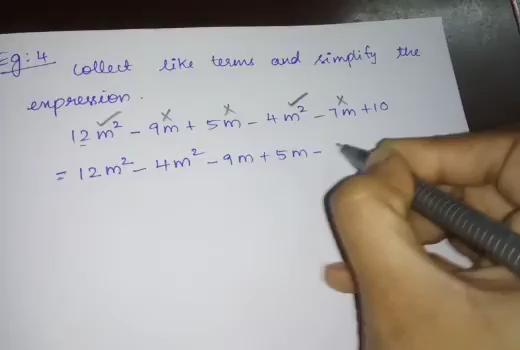 Eg: 4 collect like terms and simplify the
expression.
12m² - 9m + 5m - 4m² - 7m + 10
= 12m² - 4m² - 9m + 5m -